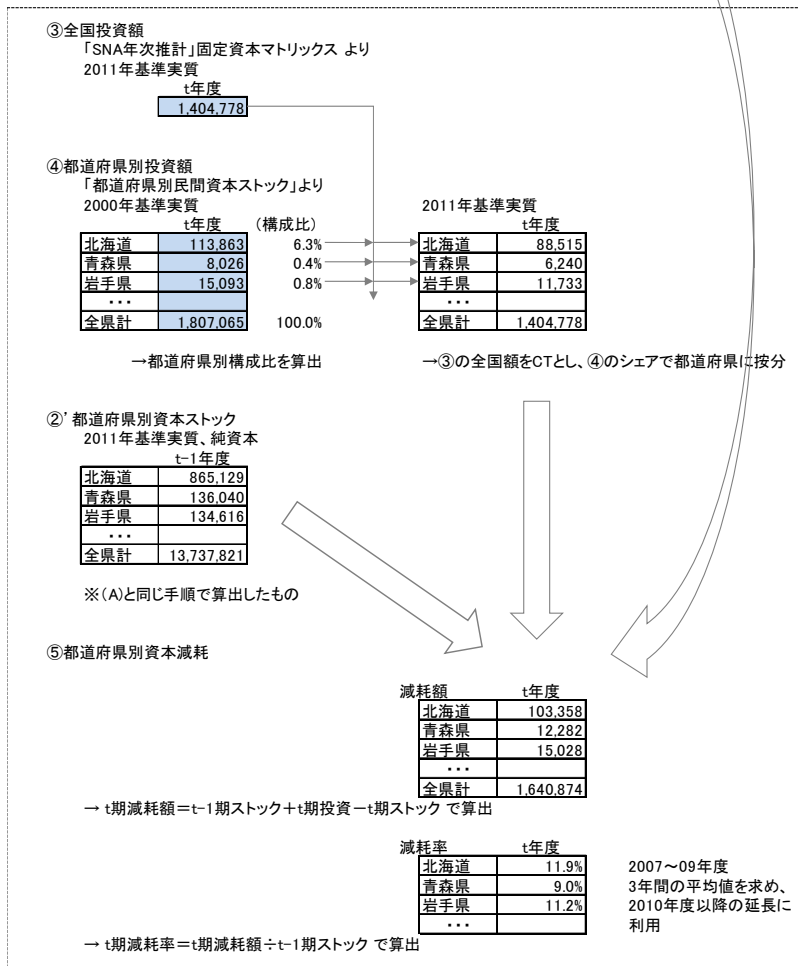 ③全国投資額
「SNA年次推計」固定資本マトリックス より
2011年基準実質
t年度
1,404,778
④都道府県別投資額
「都道府県別民間資本ストック」より
2000年基準実質
t年度 (構成比)
北海道 113,863 6.3%
青森県 8,026 0.4%
岩手県 15,093 0.8%
・・・
全県計 1,807,065 100.0%
→都道府県別構成比を算出
2011年基準実質
t年度
北海道 88,515
青森県 6,240
岩手県 11,733
・・・
全県計 1,404,778
→③の全国額をCTとし、④のシェアで都道府県に按分
②’都道府県別資本ストック
2011年基準実質、純資本
t-1年度
北海道 865,129
青森県 136,040
岩手県 134,616
・・・
全県計 13,737,821
※(A)と同じ手順で算出したもの
⑤都道府県別資本減耗
減耗額 t年度
北海道 103,358
青森県 12,282
岩手県 15,028
・・・
全県計 1,640,874
→ t期減耗額=t-1期ストック+t期投資-t期ストック で算出
減耗率 t年度
北海道 11.9%
青森県 9.0%
岩手県 11.2%
・・・
2007~09年度
3年間の平均値を求め、
2010年度以降の延長に
利用
→ t期減耗率=t期減耗額÷t-1期ストック で算出